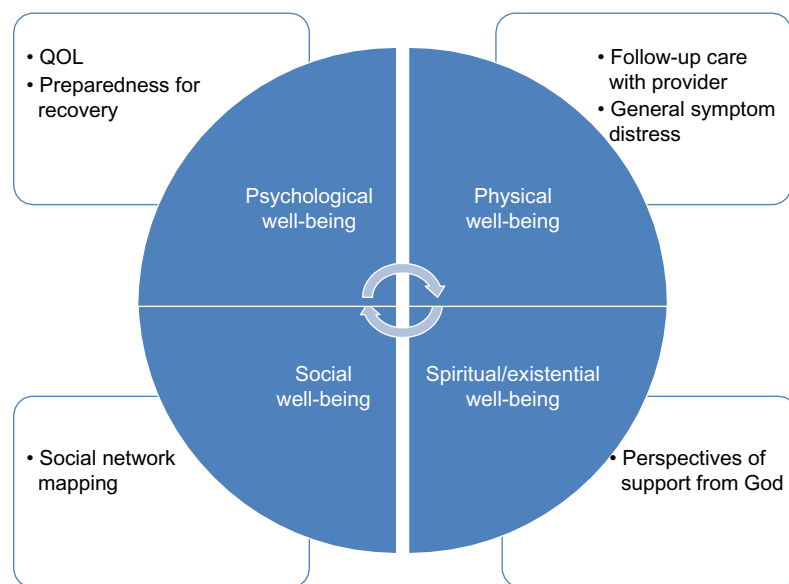 • QOL
• Preparedness for
recovery
• Follow-up care
with provider
• General symptom
distress
Psychological
well-being
Physical
well-being
Social
well-being
Spiritual/existential
well-being
• Social network
mapping
• Perspectives of
support from God